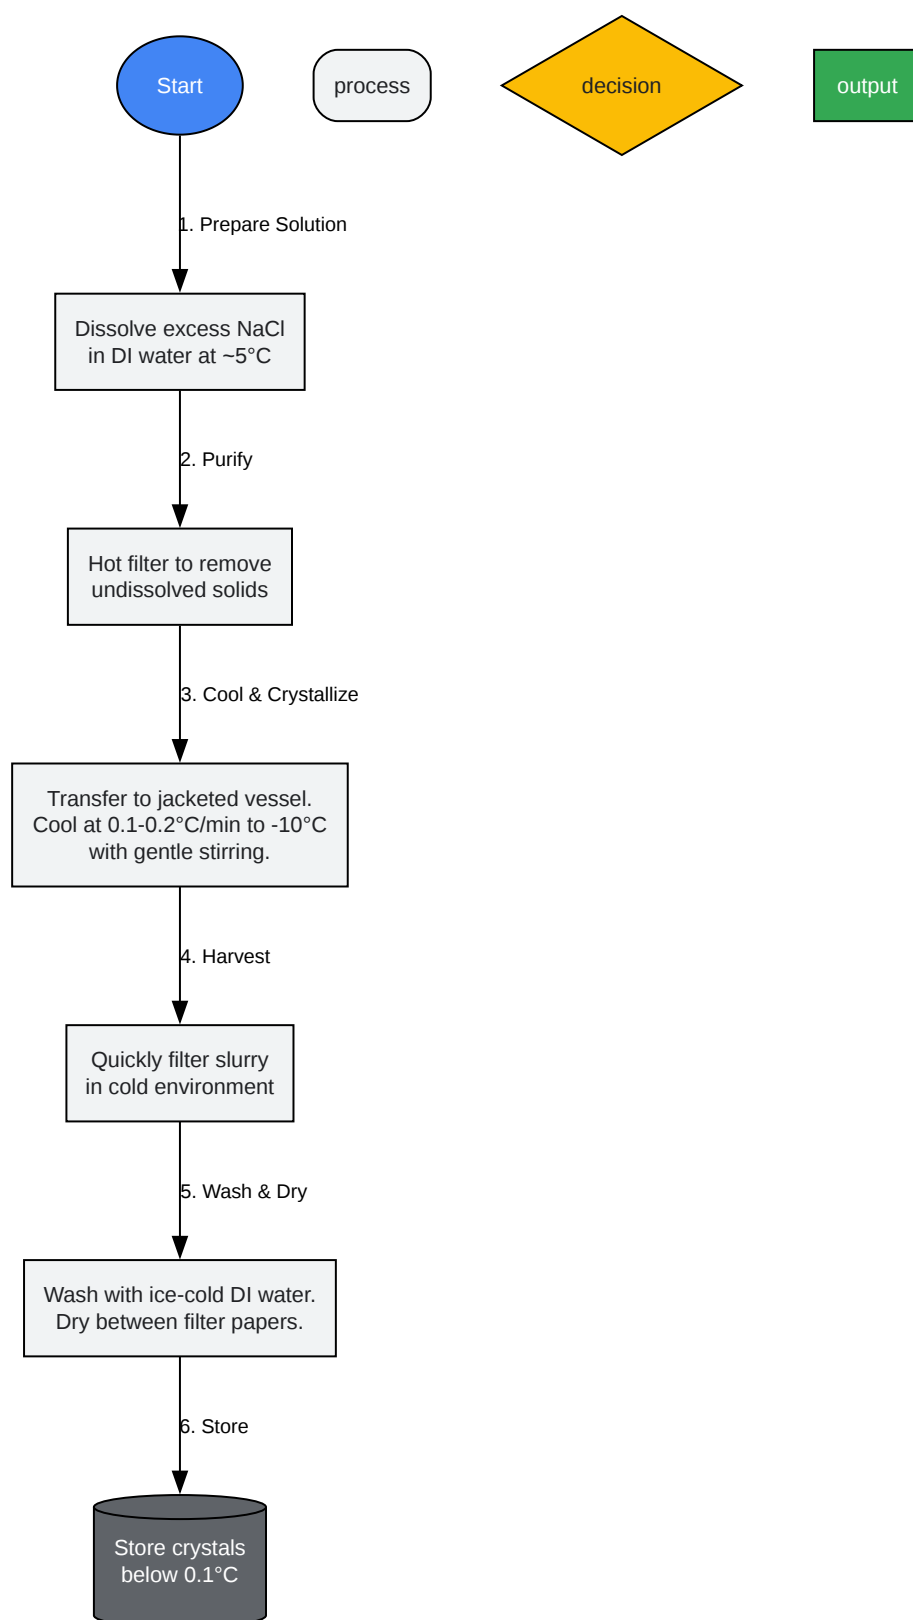 Start
process
decision
output
1. Prepare Solution
Dissolve excess NaCl
in DI water at ~5°C
2. Purify
Hot filter to remove
undissolved solids
3. Cool & Crystallize
Transfer to jacketed vessel.
Cool at 0.1-0.2°C/min to -10°C
with gentle stirring.
4. Harvest
Quickly filter slurry
in cold environment
5. Wash & Dry
Wash with ice-cold DI water.
Dry between filter papers.
6. Store
Store crystals
below 0.1°C